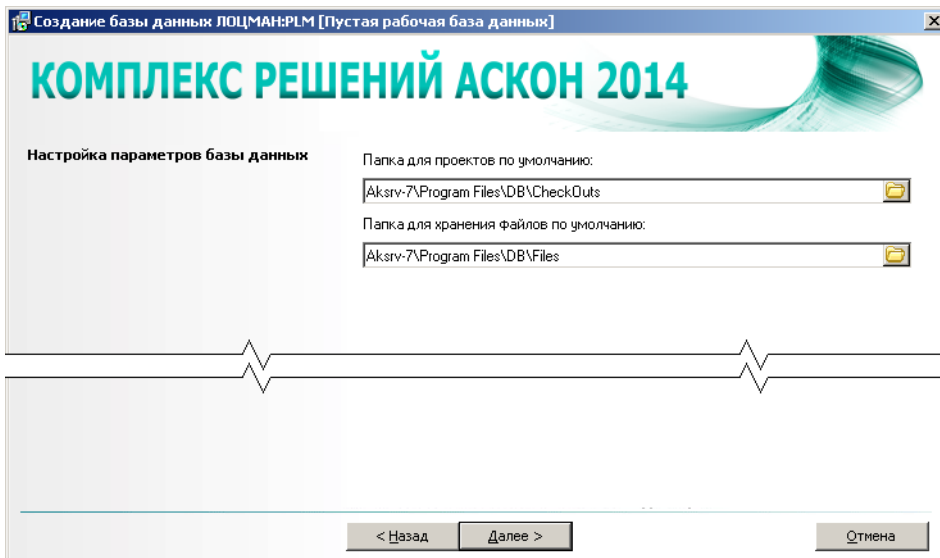 Создание базы данных ЛОЦМАН:PLM [Пустая рабочая база данных]
КОМПЛЕКС РЕШЕНИЙ АСКОН 2014
Настройка параметров базы данных
Папка для проектов по умолчанию:
Aksrv-7\Program Files\DB\CheckOuts
Папка для хранения файлов по умолчанию:
Aksrv-7\Program Files\DB\Files
< Назад
Далее >
Отмена